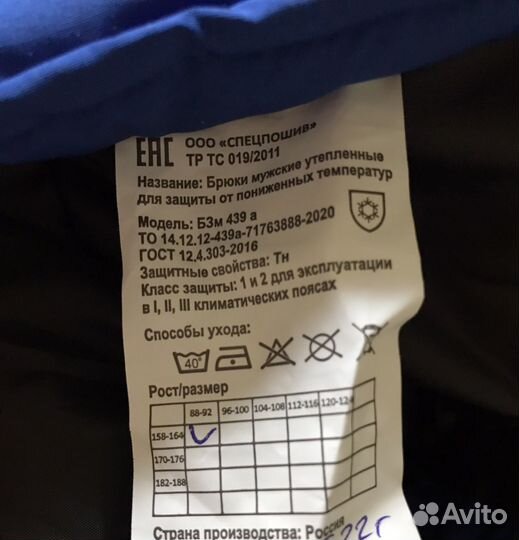 EAC ООО «СПЕЦПОШИВ»
ТР ТС 019/2011
Название: Брюки мужские утепленные
для защиты от пониженных температур
Модель: БЗм 439 а
ТО 14.12.12-439а-71763888-2020
ГОСТ 12.4.303-2016
Защитные свойства: Тн
Класс защиты: 1 и 2 для эксплуатации
в I, II, III климатических поясах
Способы ухода:
40°
Рост/размер
88-92 96-100 104-108 112-116 120-124
158-164
170-176
182-188
Страна производства: Россия
22г
Avito